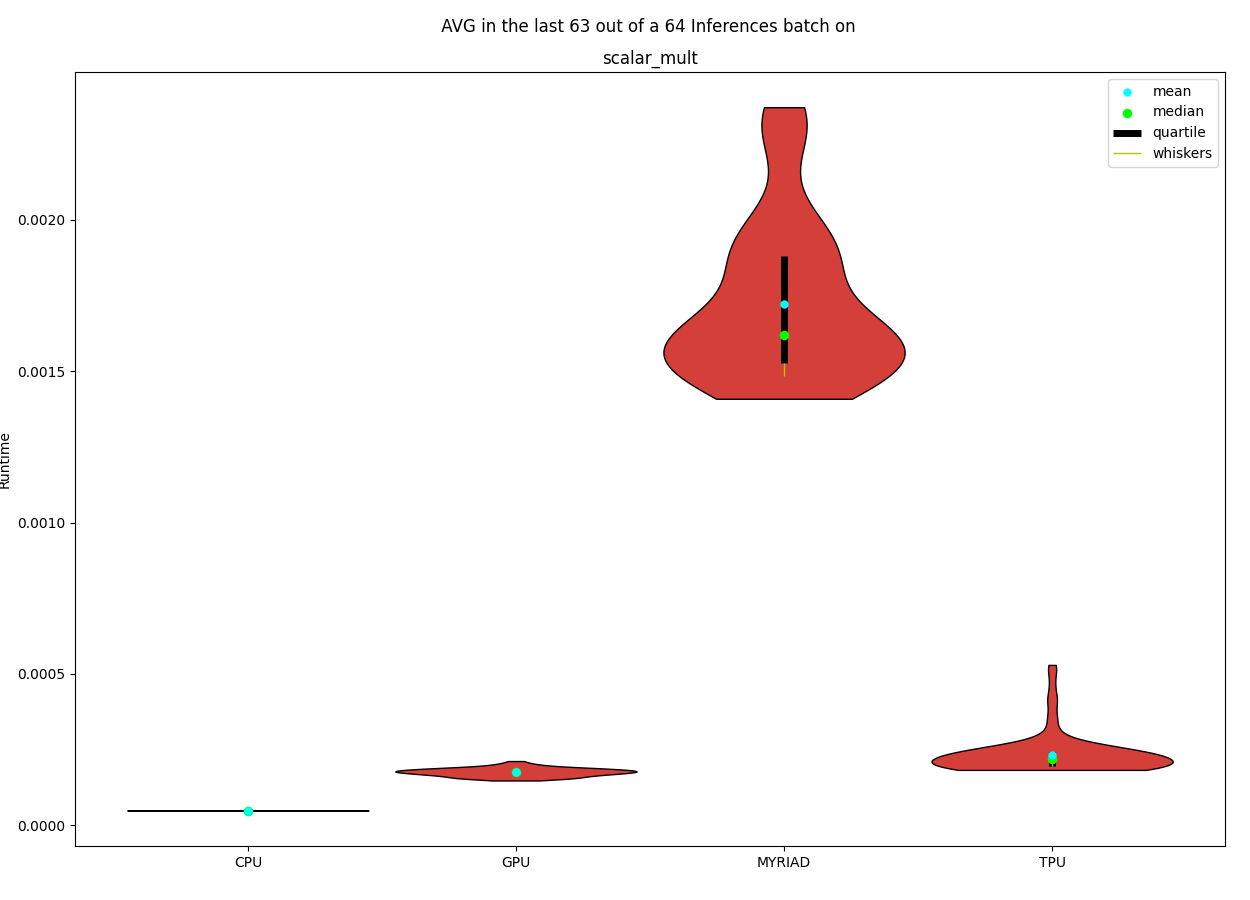 AVG in the last 63 out of a 64 Inferences batch on
scalar_mult
mean
median
quartile
whiskers
Runtime
0.0020
0.0015
0.0010
0.0005
0.0000
CPU
GPU
MYRIAD
TPU